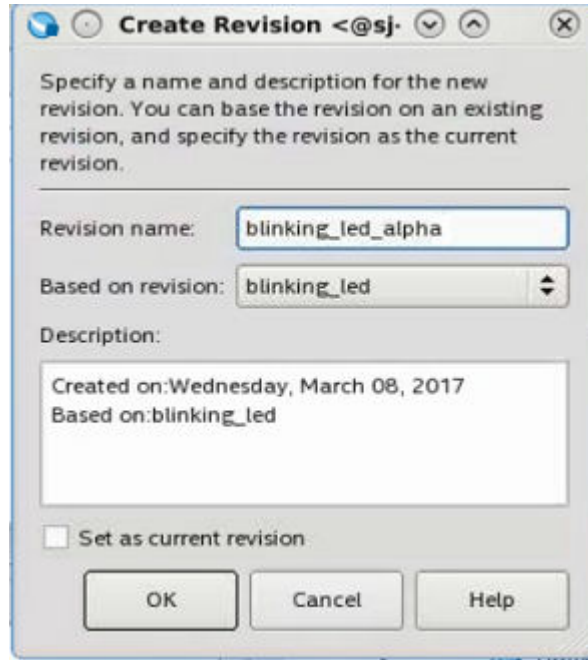 Create Revision <@sj-
Specify a name and description for the new
revision. You can base the revision on an existing
revision, and specify the revision as the current
revision.
Revision name: blinking_led_alpha
Based on revision: blinking_led
Description:
Created on:Wednesday, March 08, 2017
Based on:blinking_led
Set as current revision
OK Cancel Help